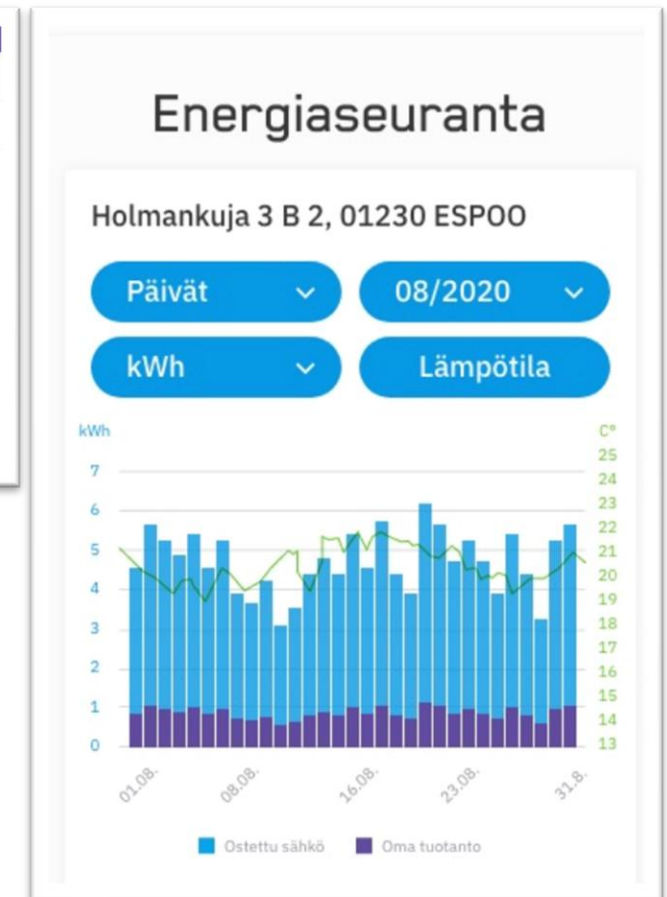 Energiaseuranta
Holmankuja 3 B 2, 01230 ESPOO
Päivät 08/2020
kWh Lämpötila
kWh C°
25
7 24
6 23
5 22
4 21
3 20
2 19
1 18
0 17
16
15
14
13
01.08. 08.08. 16.08. 23.08. 31.8.
Ostettu sähkö Oma tuotanto